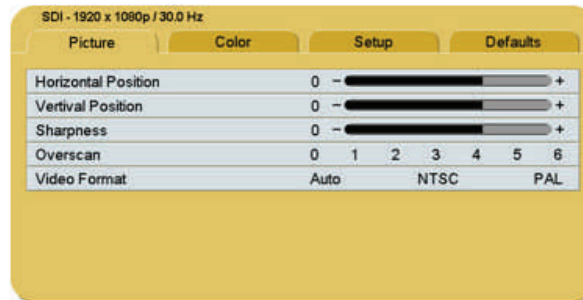 SDI - 1920 x 1080p / 30.0 Hz
Picture Color Setup Defaults
Horizontal Position 0 - +
Vertival Position 0 - +
Sharpness 0 - +
Overscan 0 1 2 3 4 5 6
Video Format Auto NTSC PAL